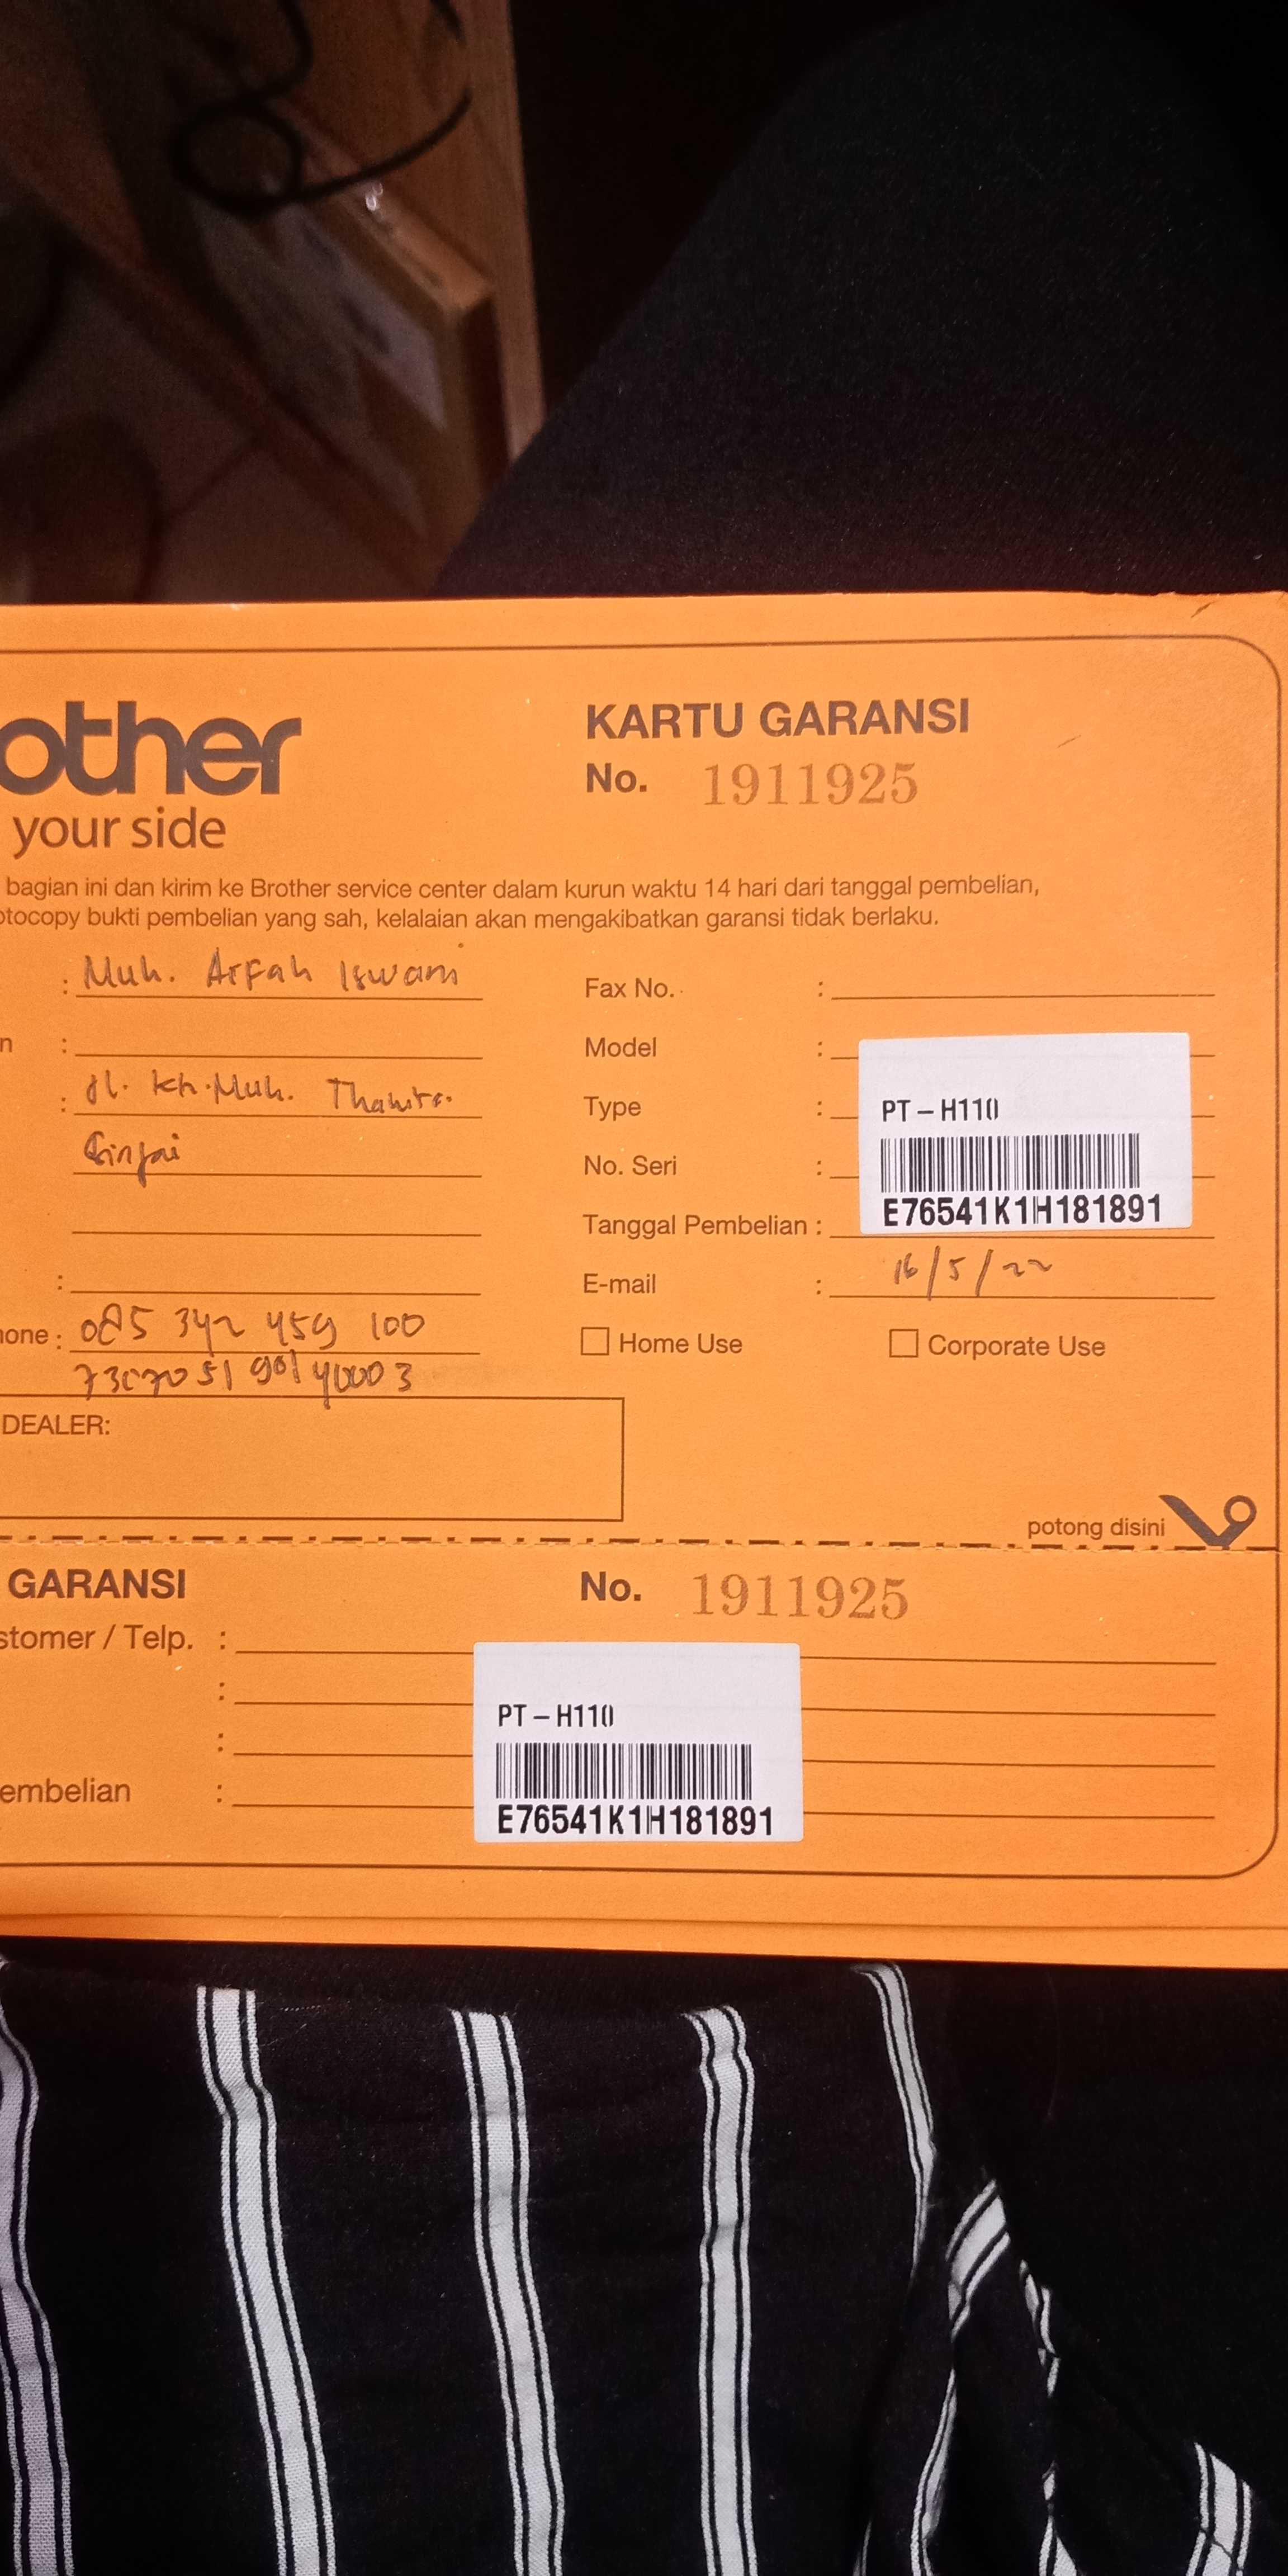 other
your side
KARTU GARANSI
No. 1911925
bagian ini dan kirim ke Brother service center dalam kurun waktu 14 hari dari tanggal pembelian,
otocopy bukti pembelian yang sah, kelalaian akan mengakibatkan garansi tidak berlaku.
: Muh. Arfah Iswam
n :
: Jl. Kh. Muh.
Sinjai
:
hone : 085 342 459 100
Fax No. :
Model :
Type :
No. Seri :
PT-H110
E76541K1H181891
Tanggal Pembelian :
E-mail : 16/5/22
Home Use Corporate Use
DEALER:
potong disini
GARANSI No. 1911925
stomer / Telp. :
:
:
embelian :
PT-H110
E76541K1H181891